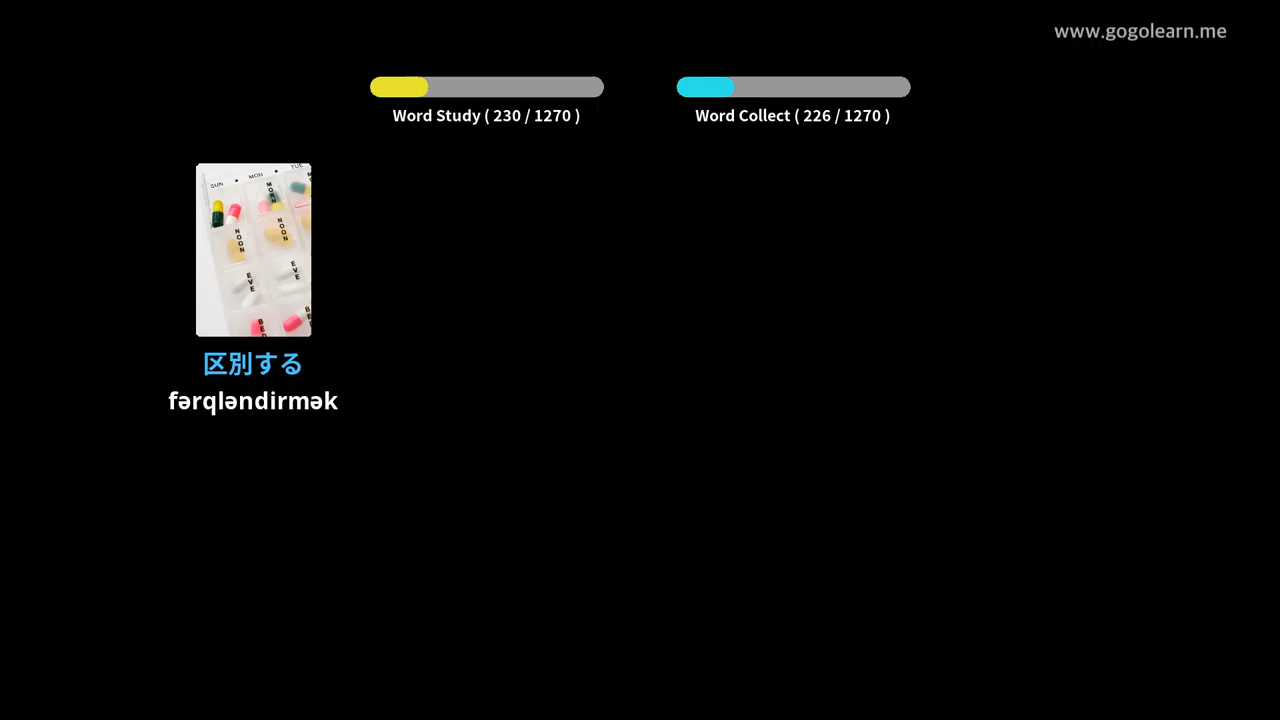 www.gogolearn.me
Word Study ( 230 / 1270 )
Word Collect ( 226 / 1270 )
SUN • MON • TUE
MORN
NOON
NOON
EVE
EVE
区別する
fərqləndirmək